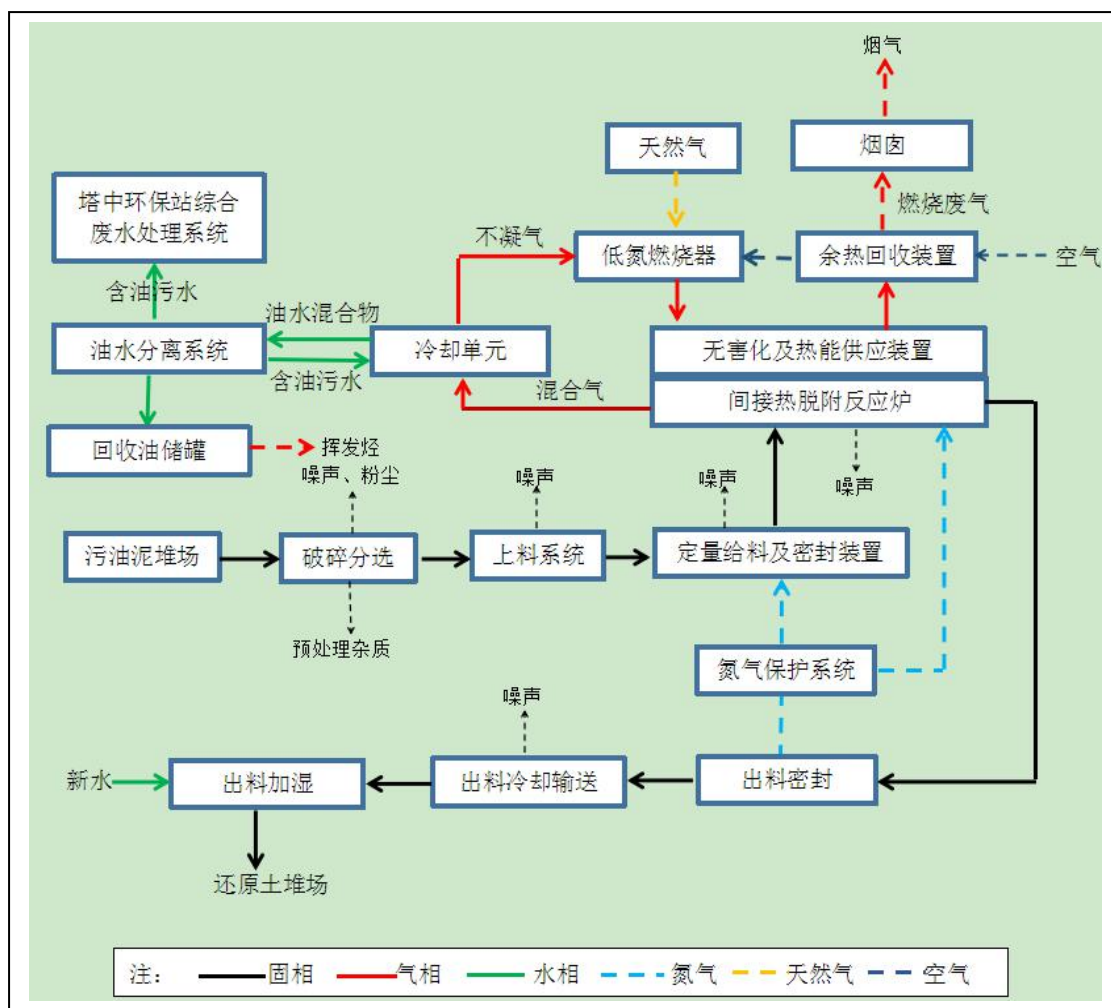 烟气
天然气
烟囱
塔中环保站综合
废水处理系统
燃烧废气
不凝气
低氮燃烧器
余热回收装置
空气
含油污水
油水混合物
油水分离系统
冷却单元
无害化及热能供应装置
含油污水
混合气
间接热脱附反应炉
回收油储罐
挥发烃
噪声、粉尘
噪声
噪声
噪声
污油泥堆场
破碎分选
上料系统
定量给料及密封装置
预处理杂质
氮气保护系统
噪声
新水
出料加湿
出料冷却输送
出料密封
还原土堆场
注：
固相
气相
水相
氮气
天然气
空气